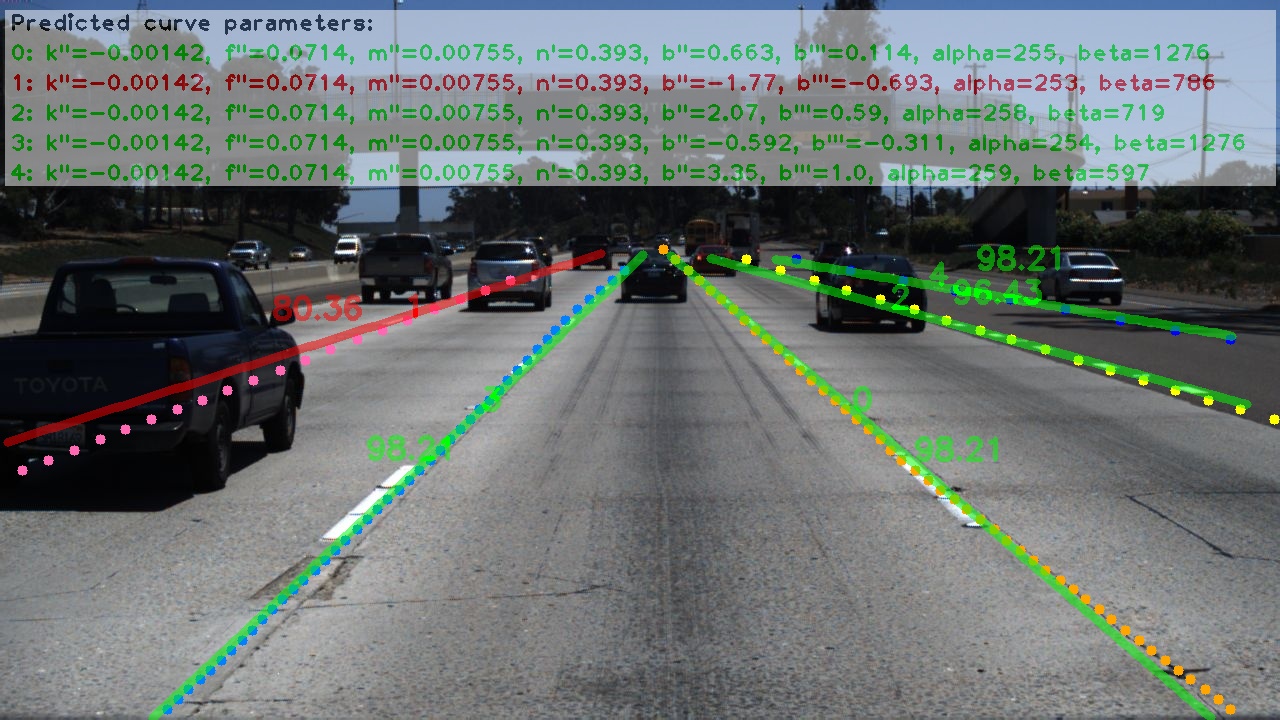 Predicted curve parameters:
0: k''=-0.00142, f''=0.0714, m''=0.00755, n'=0.393, b''=0.663, b'''=0.114, alpha=255, beta=1276
1: k''=-0.00142, f''=0.0714, m''=0.00755, n'=0.393, b''=-1.77, b'''=-0.693, alpha=253, beta=786
2: k''=-0.00142, f''=0.0714, m''=0.00755, n'=0.393, b''=2.07, b'''=0.59, alpha=258, beta=719
3: k''=-0.00142, f''=0.0714, m''=0.00755, n'=0.393, b''=-0.592, b'''=-0.311, alpha=254, beta=1276
4: k''=-0.00142, f''=0.0714, m''=0.00755, n'=0.393, b''=3.35, b'''=1.0, alpha=259, beta=597
98.21
4
96.43
2
80.36
1
TOYOTA
3
0
98.21
98.21